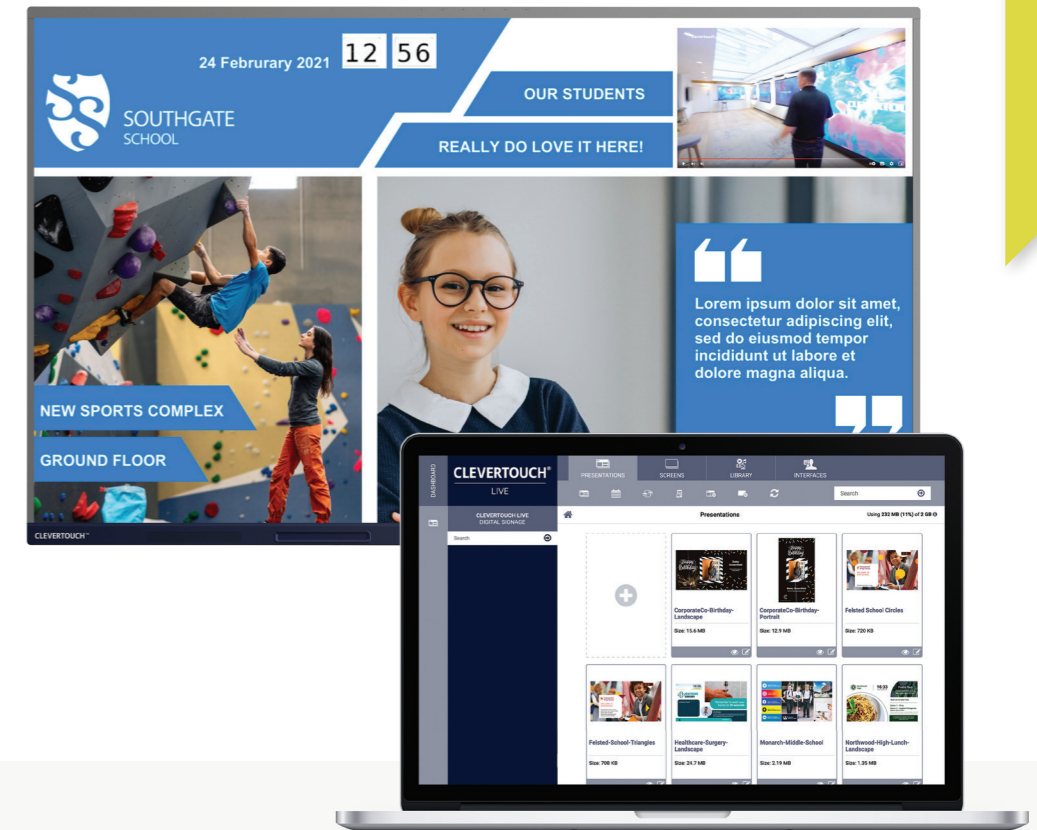 24 Februrary 2021
12 56
SOUTHGATE
SCHOOL
OUR STUDENTS
REALLY DO LOVE IT HERE!
NEW SPORTS COMPLEX
GROUND FLOOR
Lorem ipsum dolor sit amet,
consectetur adipiscing elit,
sed do eiusmod tempor
incididunt ut labore et
dolore magna aliqua.
CLEVERTOUCH™
DASHBOARD
CLEVERTOUCH®
LIVE
PRESENTATIONS
SCREENS
LIBRARY
INTERFACES
Search
CLEVERTOUCH LIVE
DIGITAL SIGNAGE
Search
Presentations
Using 232 MB (11%) of 2 GB
CorporateCo-Birthday-
Landscape
Size: 15.6 MB
CorporateCo-Birthday-
Portrait
Size: 12.9 MB
Felsted School Circles
Size: 720 KB
Felsted-School-Triangles
Size: 708 KB
Healthcare-Surgery-
Landscape
Size: 24.7 MB
Monarch-Middle-School
Size: 2.19 MB
Northwood-High-Lunch-
Landscape
Size: 1.35 MB